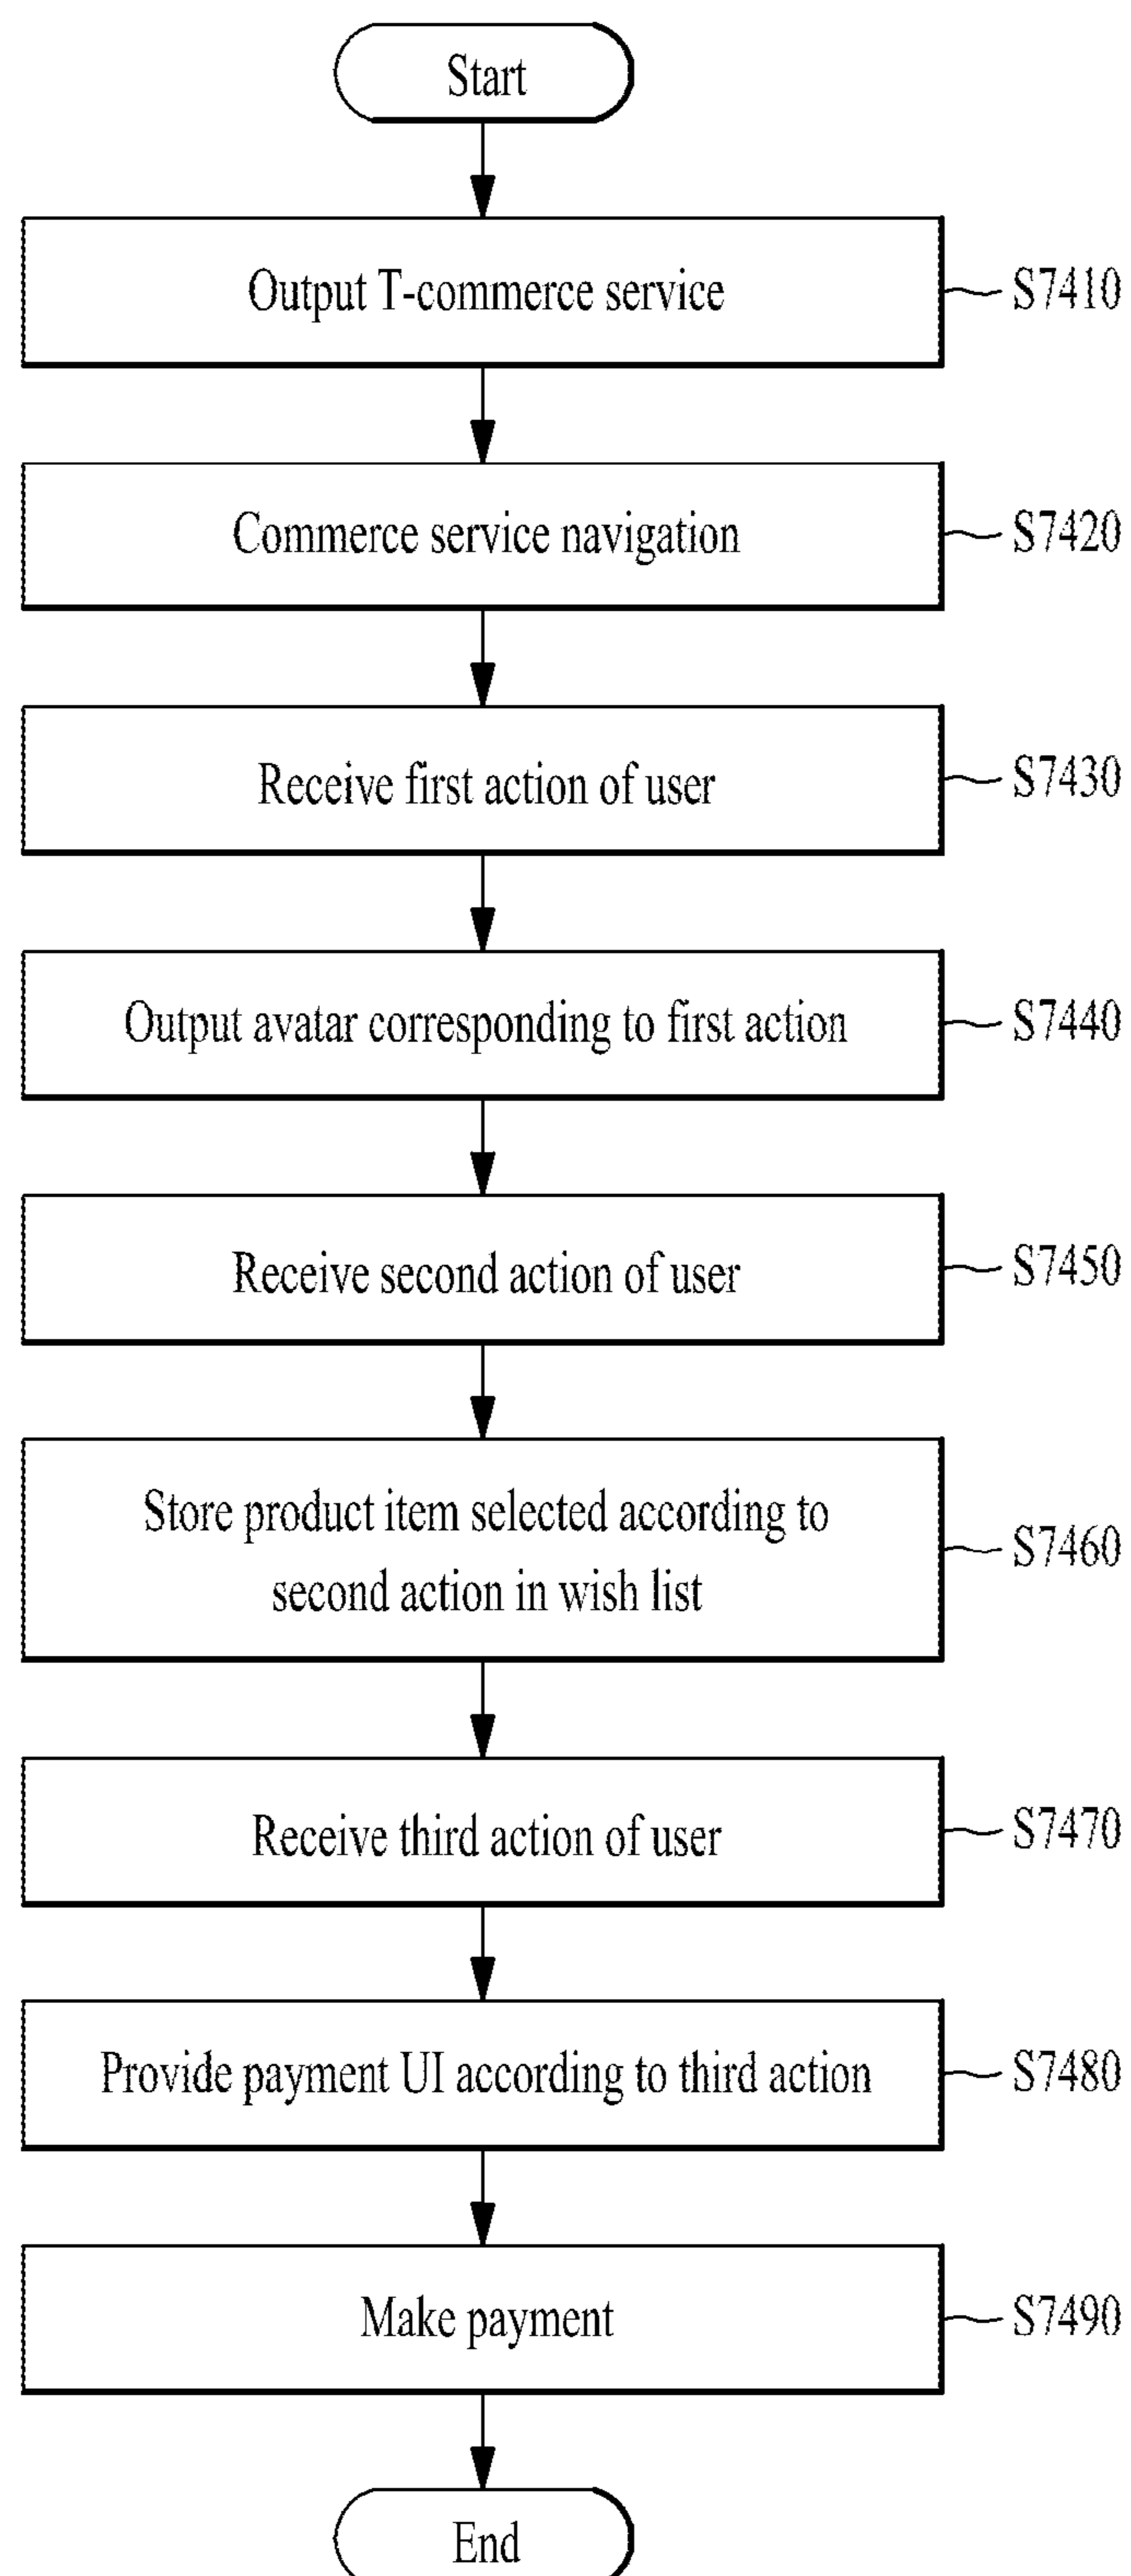 Start
Output T-commerce service
S7410
Commerce service navigation
S7420
Receive first action of user
S7430
Output avatar corresponding to first action
S7440
Receive second action of user
S7450
Store product item selected according to
second action in wish list
S7460
Receive third action of user
S7470
Provide payment UI according to third action
S7480
Make payment
S7490
End